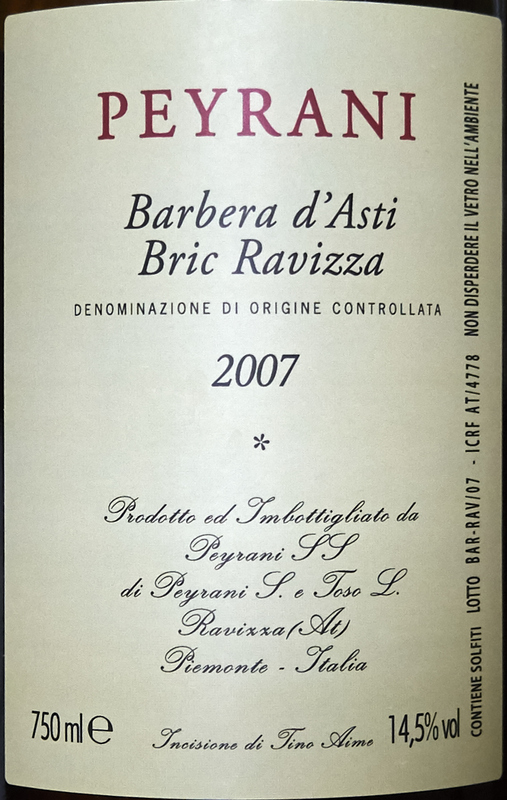 PEYRANI
Barbera d'Asti
Bric Ravizza
DENOMINAZIONE DI ORIGINE CONTROLLATA
2007
*
Prodotto ed Imbottigliato da
Peyrani SS
di Peyrani S. e Toso L.
Ravizza (At)
Piemonte - Italia
750 ml e
Incisione di Tino Aime
14,5% vol
CONTIENE SOLFITI LOTTO BAR-RAV/07 - ICRF AT/4778 NON DISPERDERE IL VETRO NELL'AMBIENTE